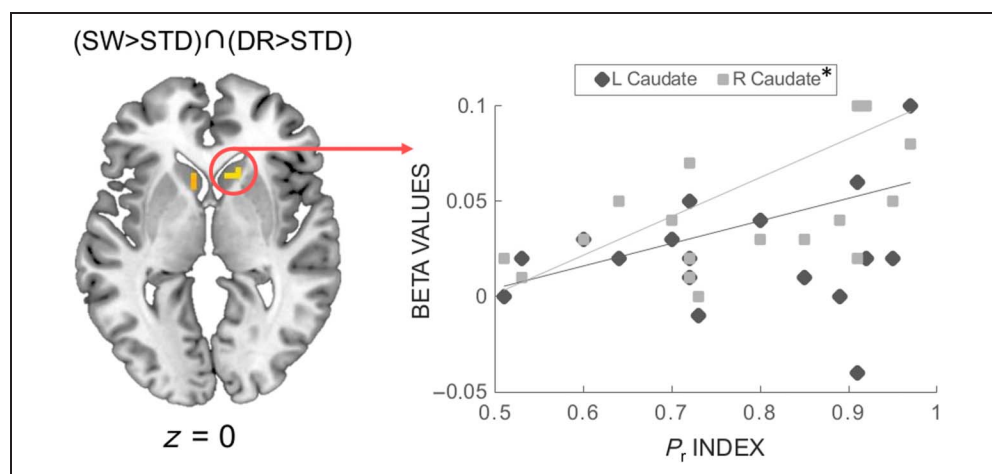 (SW>STD)∩(DR>STD)
z = 0
L Caudate R Caudate*
BETA VALUES
0.1
0.05
0
−0.05
0.5 0.6 0.7 0.8 0.9 1
Pr INDEX